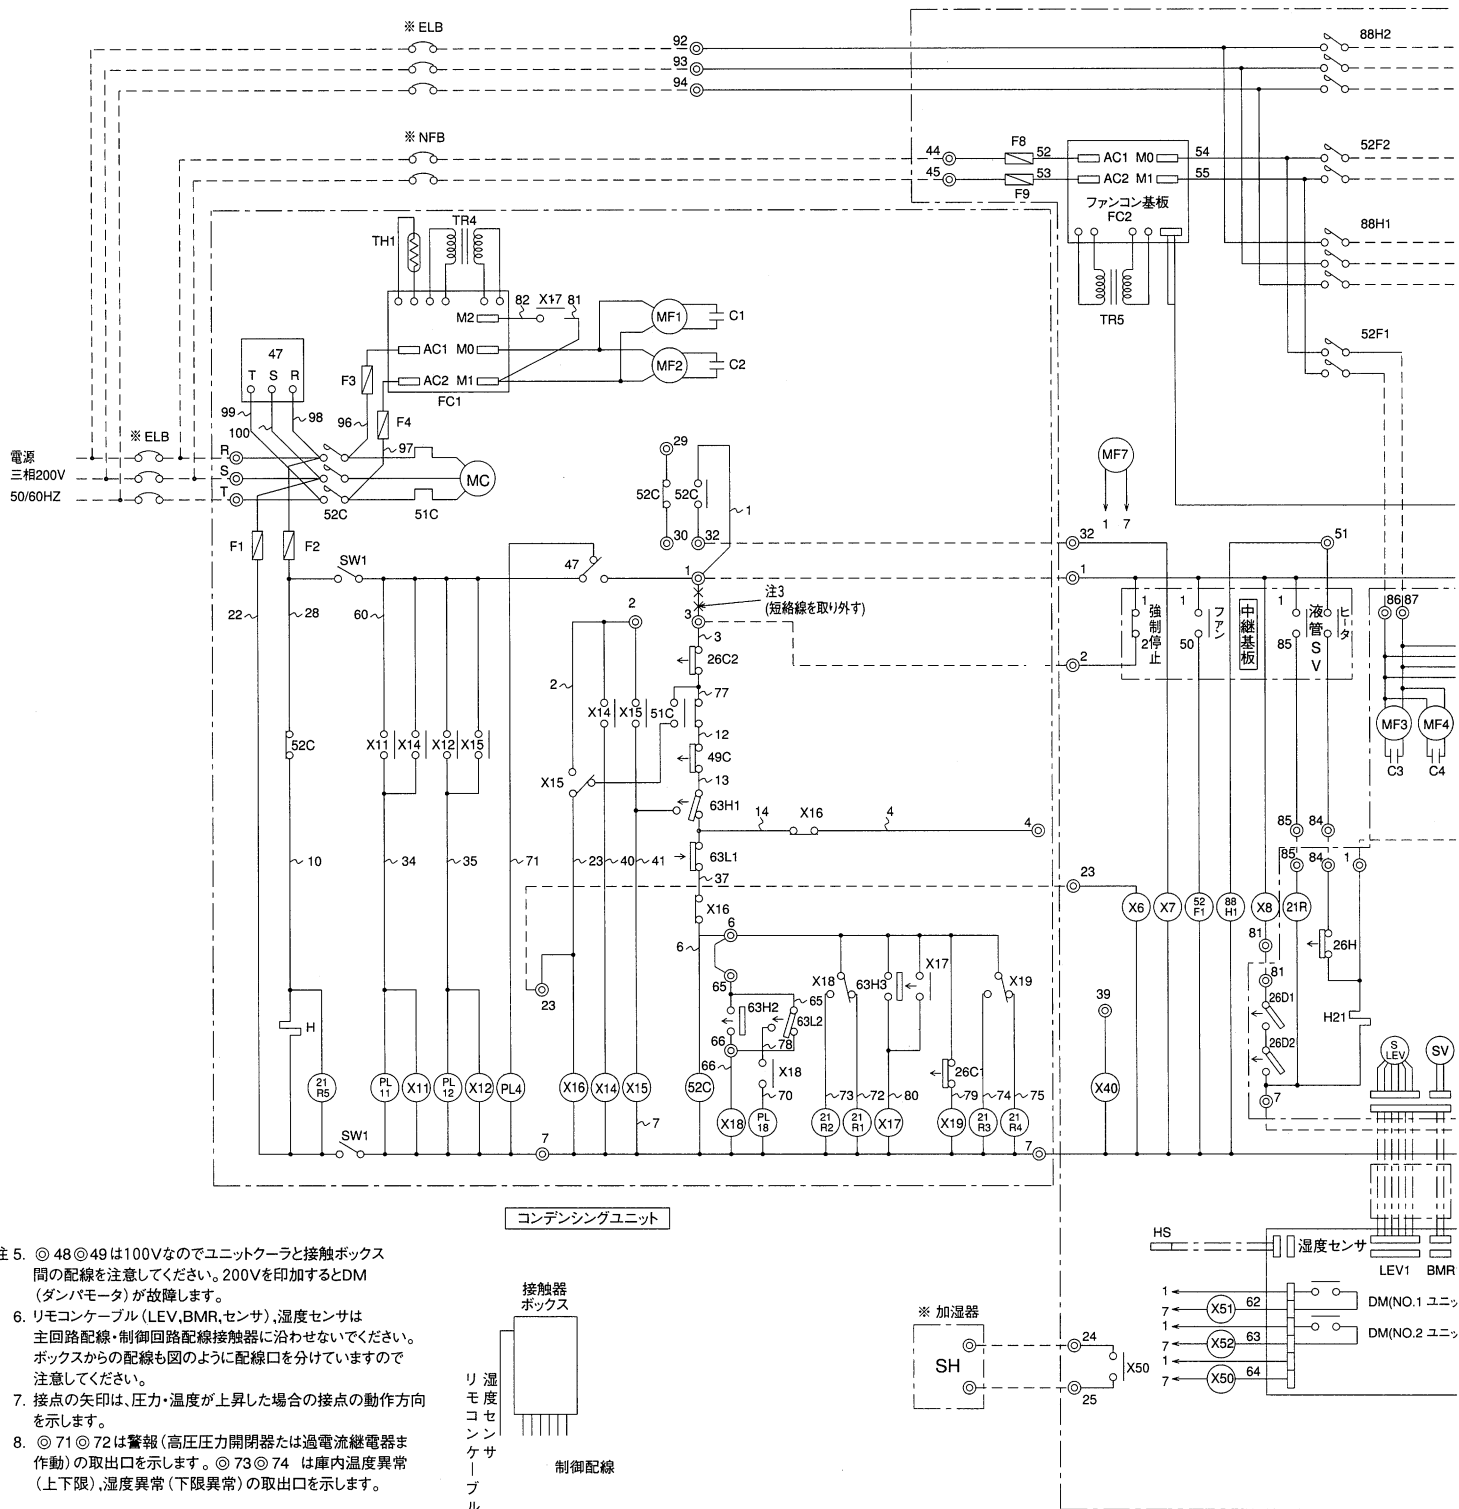 ※ ELB
92
93
94
88H2
※ NFB
44
45
F8
52
53
F9
AC1 M0
AC2 M1
ファンコン基板
FC2
54
55
52F2
TR5
88H1
52F1
TH1
TR4
M2
82
X17
81
AC1 M0
AC2 M1
FC1
MF1
C1
MF2
C2
F3
F4
96
97
47
T S R
99
100
98
※ ELB
電源
三相200V
50/60HZ
R
S
T
52C
51C
MC
F1
F2
SW1
22
28
60
47
29
52C
52C
30
32
1
1
注3
(短絡線を取り外す)
3
3
2
2
26C2
77
X14
X15
51C
12
49C
13
X15
63H1
14
X16
4
4
63L1
37
X16
52C
X11
X14
X12
X15
10
34
35
71
23
40
41
6
6
65
65
23
63H2
63L2
66
66
78
X18
70
X18
63H3
X17
X19
26C1
73
72
80
79
74
75
H
21
R5
PL
11
X11
PL
12
X12
PL4
X16
X14
X15
52C
X18
PL
18
21
R2
21
R1
X17
X19
21
R3
21
R4
7
SW1
7
7
MF7
1 7
32
1
2
23
51
1
2
強制停止
1
50
ファン
中継基板
1
85
液管SV
ヒータ
86
87
MF3
MF4
C3
C4
85
84
85
84
1
X6
X7
52
F1
88
H1
X8
21R
26H
81
81
26D1
26D2
7
H21
39
X40
S
LEV
SV
コンデンシングユニット
HS
湿度センサ
LEV1
1
7
X51
62
DM(NO.1 ユニッ
1
7
X52
63
DM(NO.2 ユニッ
1
7
X50
64
※ 加湿器
SH
24
25
X50
注 5. ◎ 48 ◎ 49 は100Vなのでユニットクーラと接触ボックス
間の配線を注意してください。200Vを印加するとDM
(ダンパモータ)が故障します。
6. リモコンケーブル(LEV,BMR,センサ),湿度センサは
主回路配線・制御回路配線接触器に沿わせないでください。
ボックスからの配線も図のように配線口を分けていますので
注意してください。
7. 接点の矢印は、圧力・温度が上昇した場合の接点の動作方向
を示します。
8. ◎ 71 ◎ 72 は警報(高圧圧力開閉器たは過電流継電器ま
作動)の取出口を示します。◎ 73 ◎ 74 は庫内温度異常
(上下限),湿度異常(下限異常)の取出口を示します。
接触器
ボックス
湿度センサ
リモコンケーブル
制御配線